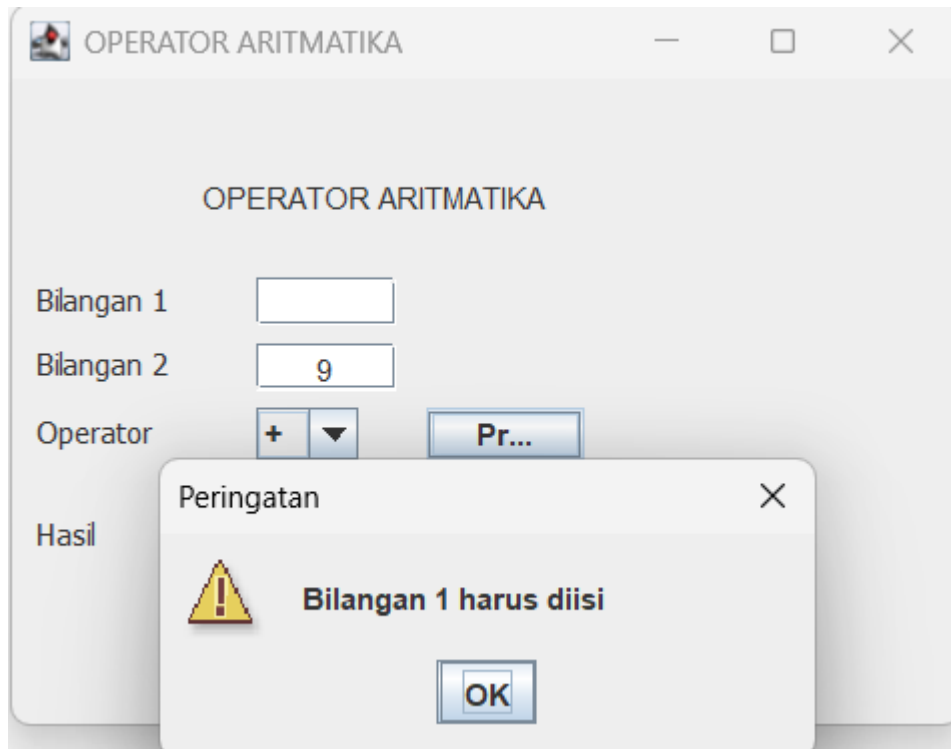 OPERATOR ARITMATIKA
OPERATOR ARITMATIKA
Bilangan 1
Bilangan 2 9
Operator + Pr...
Peringatan
Hasil
Bilangan 1 harus diisi
OK